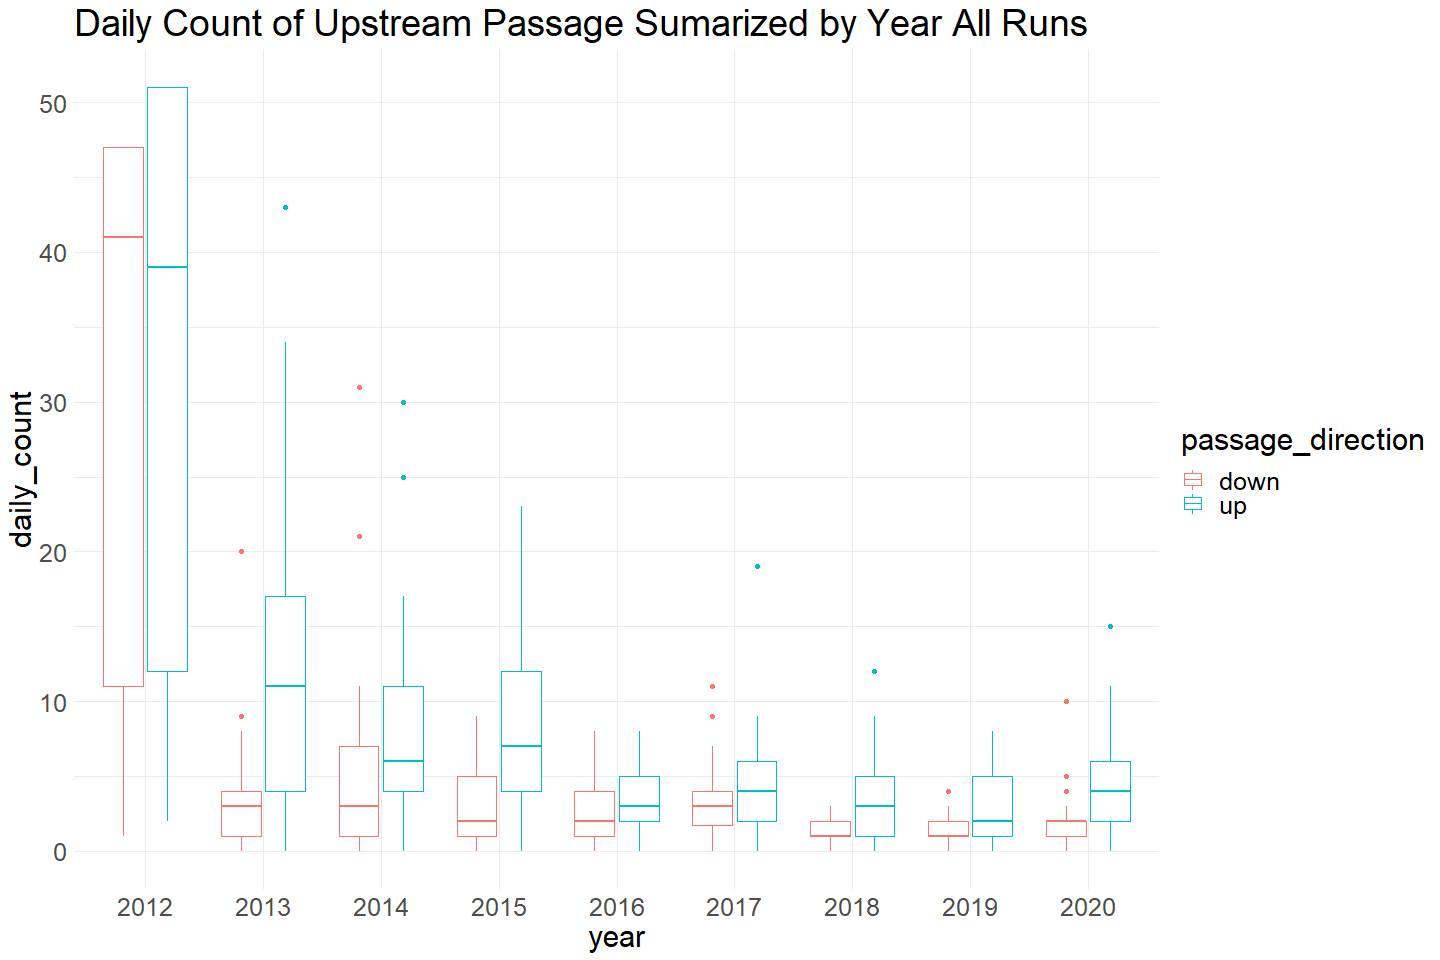 Daily Count of Upstream Passage Sumarized by Year All Runs
daily_count
50
40
30
20
10
0
2012 2013 2014 2015 2016 2017 2018 2019 2020
year
passage_direction
down
up